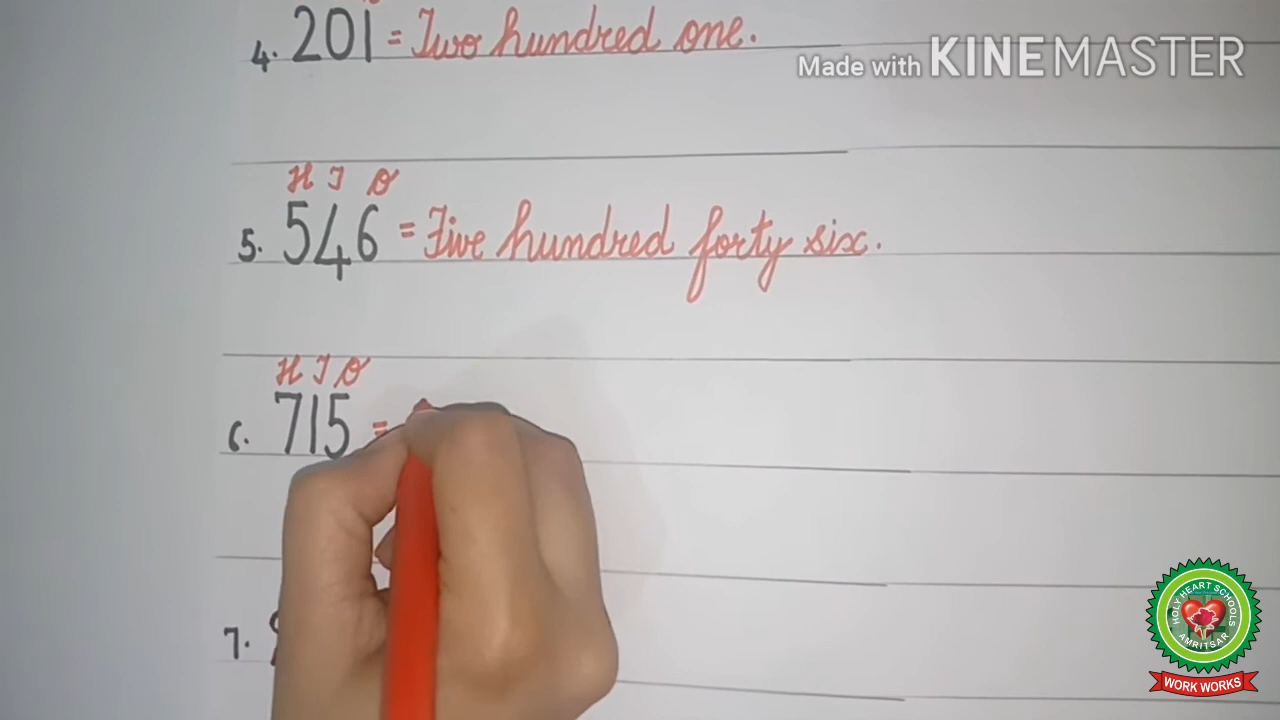 4. 201 = Two hundred one.
Made with KINEMASTER
H T O
5. 546 = Five hundred forty six.
H T O
6. 715 =
7.
HOLY HEART SCHOOLS
AMRITSAR
WORK WORKS